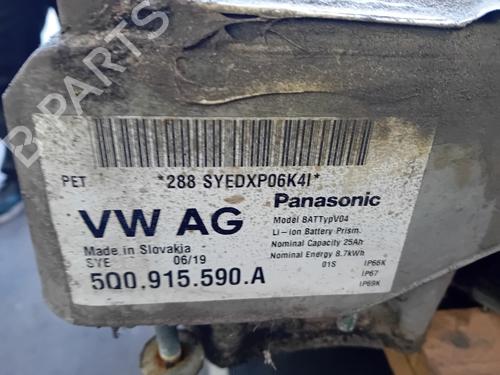 B-PARTS
PET *288 SYEDXP06K4I*
VW AG
Panasonic
Model BATTypV04
Li-ion Battery Prism.
Made in Slovakia
Nominal Capacity 25Ah
SYE 06/19
Nominal Energy 8.7kWh
01S IP66K
5Q0.915.590.A
IP67
IP69K